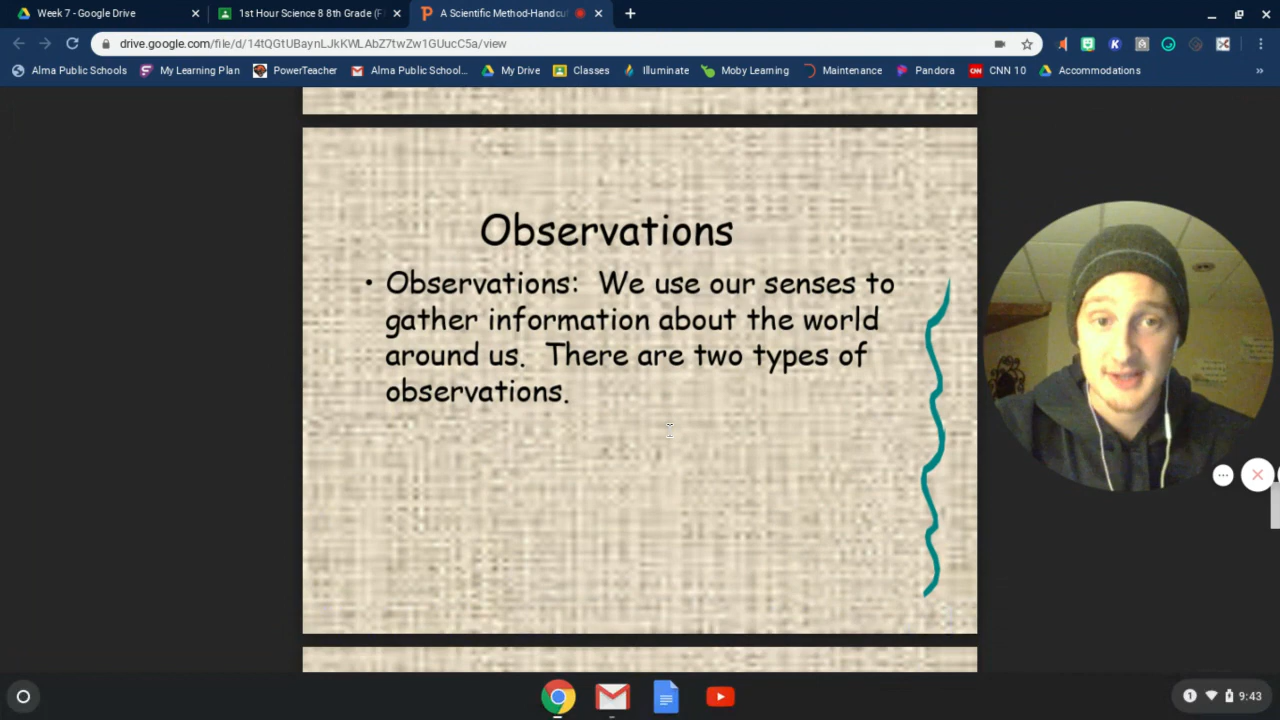 Week 7 - Google Drive
1st Hour Science 8 8th Grade (F
A Scientific Method-Handcu
drive.google.com/file/d/14tQGtUBaynLJkKWLAbZ7twZw1GUucC5a/view
Alma Public Schools
My Learning Plan
PowerTeacher
Alma Public School...
My Drive
Classes
Illuminate
Moby Learning
Maintenance
Pandora
CNN 10
Accommodations
»
Observations
• Observations: We use our senses to
gather information about the world
around us. There are two types of
observations.
1
9:43